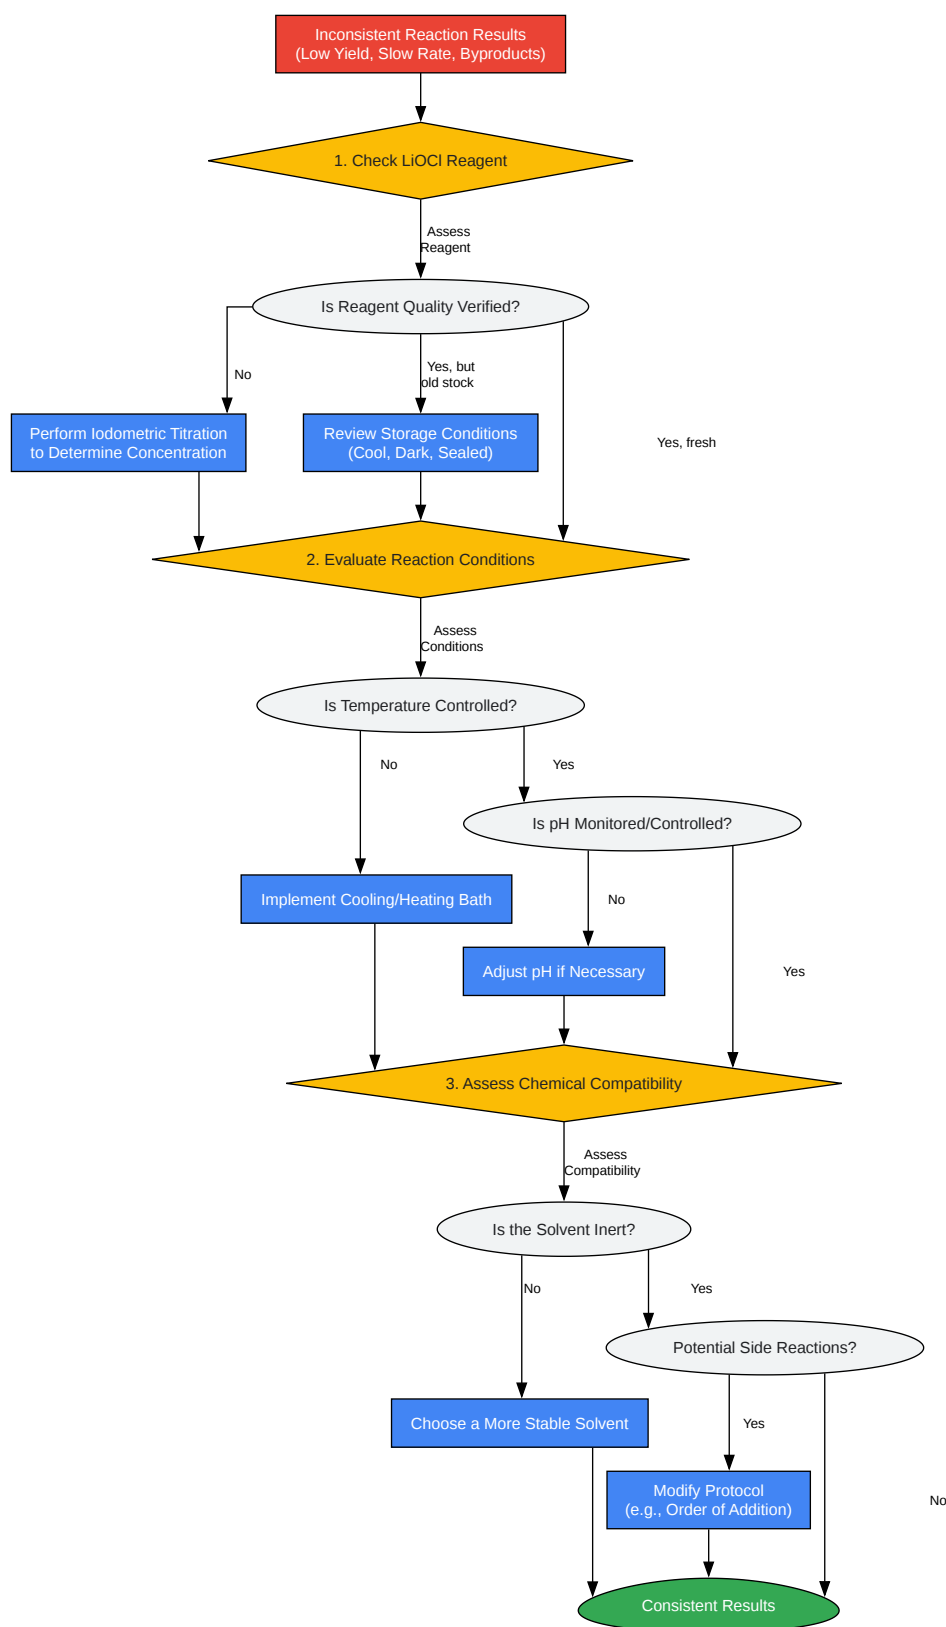 Inconsistent Reaction Results
(Low Yield, Slow Rate, Byproducts)
1. Check LiOCl Reagent
Assess
Reagent
Is Reagent Quality Verified?
No
Yes, but
old stock
Yes, fresh
Perform Iodometric Titration
to Determine Concentration
Review Storage Conditions
(Cool, Dark, Sealed)
2. Evaluate Reaction Conditions
Assess
Conditions
Is Temperature Controlled?
No
Yes
Is pH Monitored/Controlled?
Implement Cooling/Heating Bath
No
Adjust pH if Necessary
Yes
3. Assess Chemical Compatibility
Assess
Compatibility
Is the Solvent Inert?
No
Yes
Potential Side Reactions?
Choose a More Stable Solvent
Yes
Modify Protocol
(e.g., Order of Addition)
No
Consistent Results